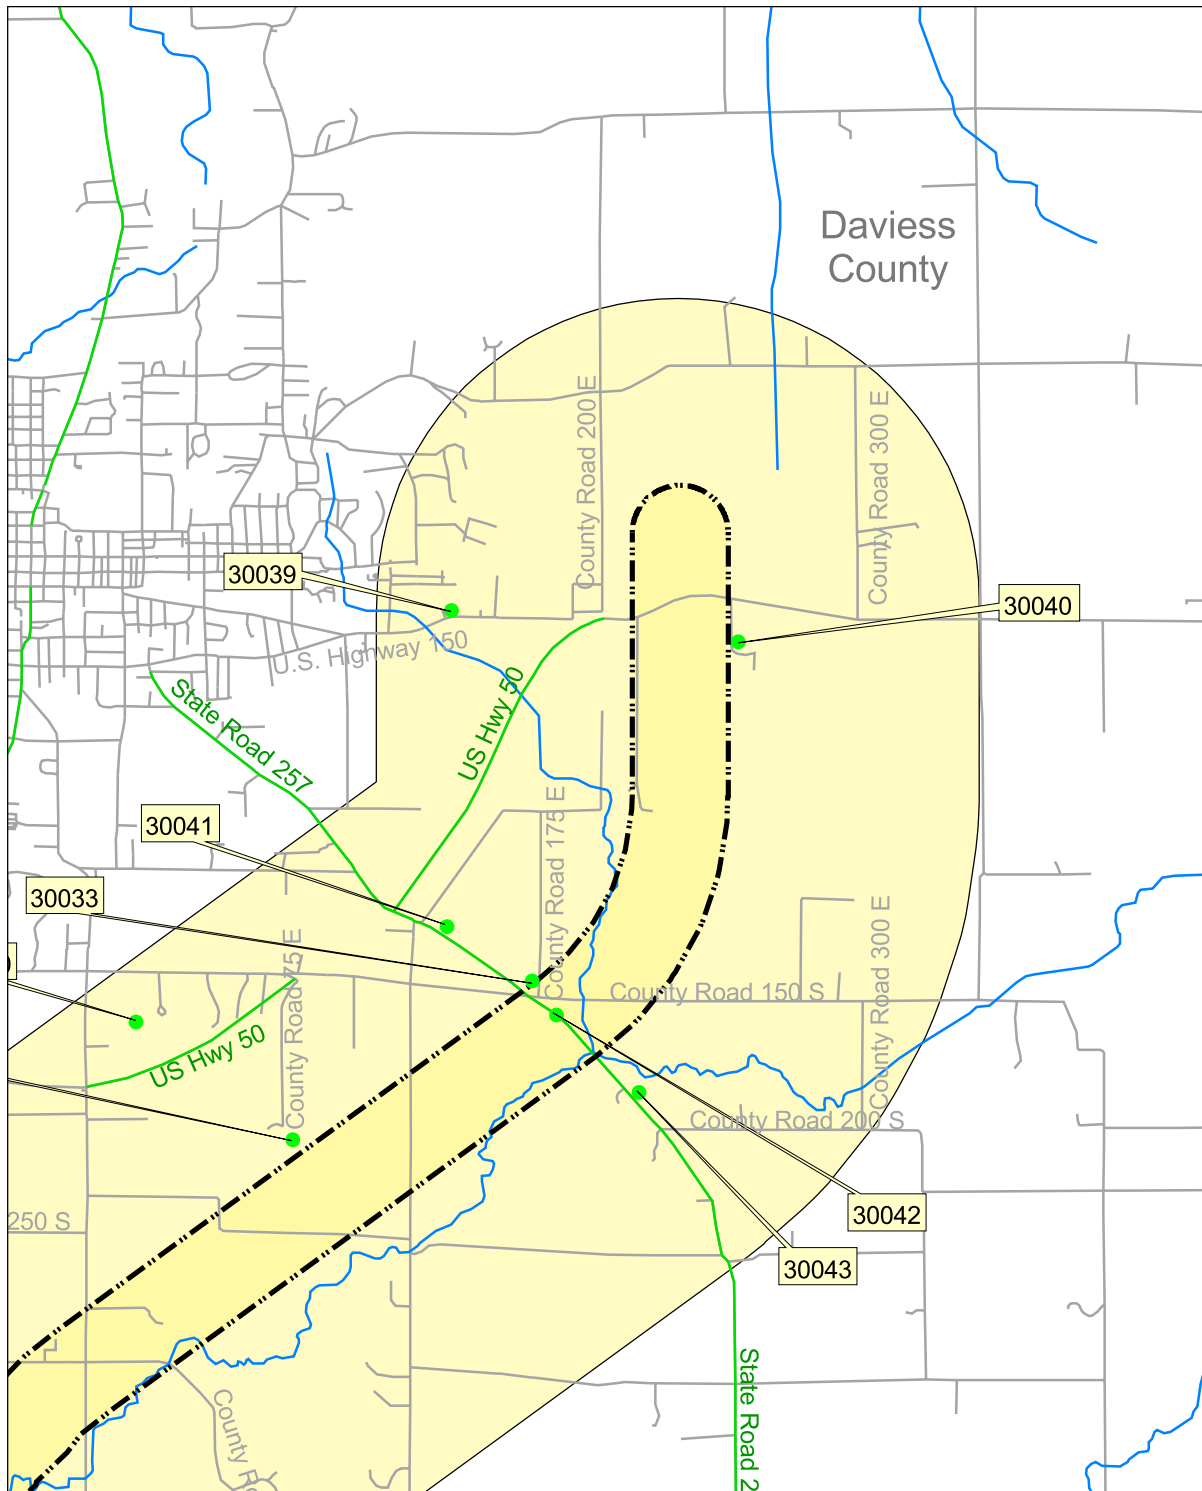 Daviess
County
County Road 200 E
County Road 300 E
30039
30040
U.S. Highway 150
State Road 257
US Hwy 50
30041
County Road 175 E
30033
County Road 75 E
County Road 300 E
County Road 150 S
US Hwy 50
County Road 200 S
250 S
30042
30043
State Road 2
County R